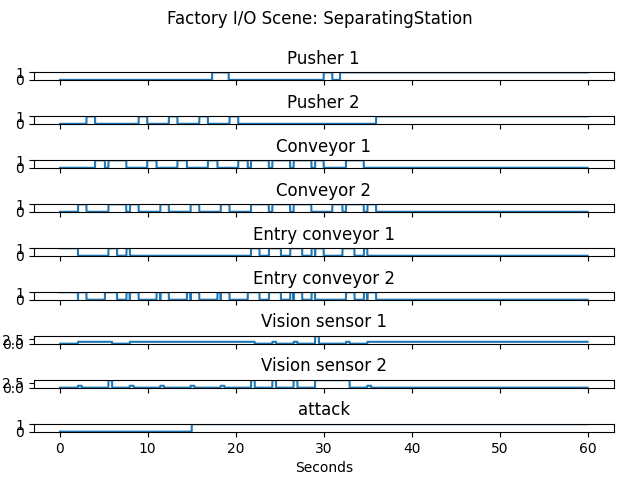 Factory I/O Scene: SeparatingStation
Pusher 1
1
0
Pusher 2
1
0
Conveyor 1
1
0
Conveyor 2
1
0
Entry conveyor 1
1
0
Entry conveyor 2
1
0
Vision sensor 1
2.5
0.0
Vision sensor 2
2.5
0.0
attack
1
0
0 10 20 30 40 50 60
Seconds